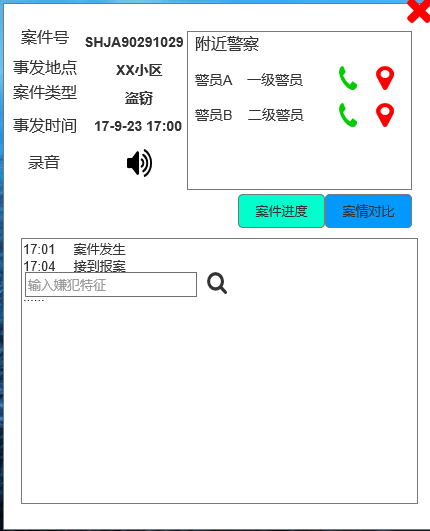 案件号 SHJA90291029
事发地点 XX小区
案件类型 盗窃
事发时间 17-9-23 17:00
录音
附近警察
警员A 一级警员
警员B 二级警员
案件进度 案情对比
17:01 案件发生
17:04 接到报案
输入嫌犯特征
......